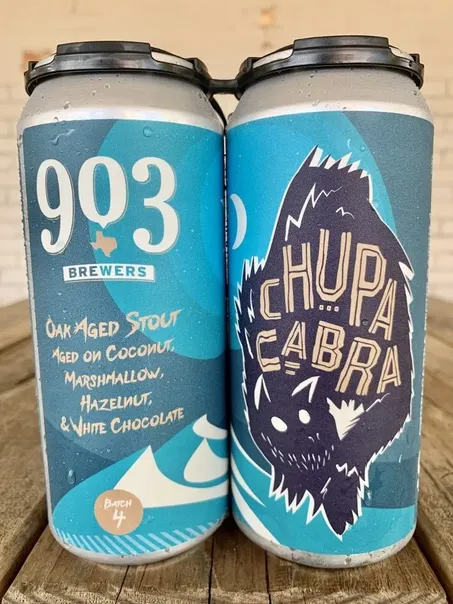 903
BREWERS
OAK AGED STOUT
AGED ON COCONUT,
MARSHMALLOW,
HAZELNUT,
& WHITE CHOCOLATE
BATCH
4
CHUPA
CABRA